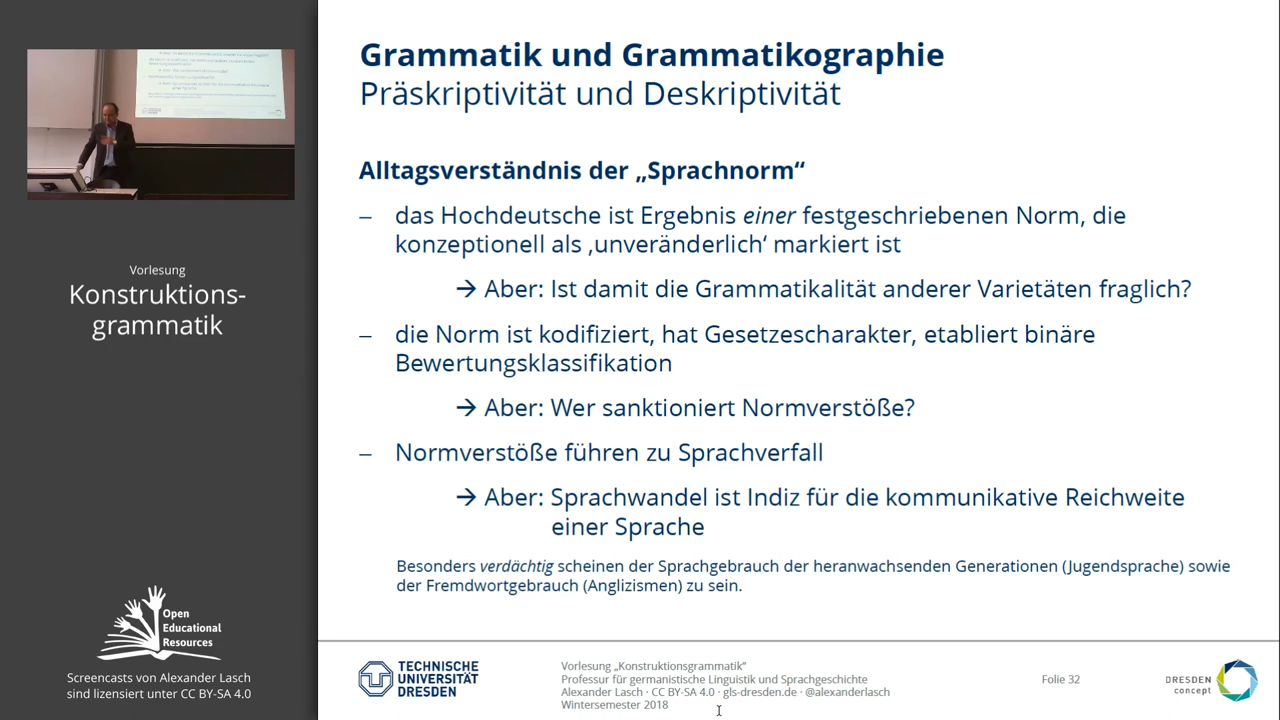 Grammatik und Grammatikographie
Präskriptivität und Deskriptivität
Alltagsverständnis der „Sprachnorm“
– das Hochdeutsche ist Ergebnis einer festgeschriebenen Norm, die
konzeptionell als ‚unveränderlich‘ markiert ist
→ Aber: Ist damit die Grammatikalität anderer Varietäten fraglich?
– die Norm ist kodifiziert, hat Gesetzescharakter, etabliert binäre
Bewertungsklassifikation
→ Aber: Wer sanktioniert Normverstöße?
– Normverstöße führen zu Sprachverfall
→ Aber: Sprachwandel ist Indiz für die kommunikative Reichweite
einer Sprache
Besonders verdächtig scheinen der Sprachgebrauch der heranwachsenden Generationen (Jugendsprache) sowie
der Fremdwortgebrauch (Anglizismen) zu sein.
Vorlesung
Konstruktions-
grammatik
Open
Educational
Resources
Screencasts von Alexander Lasch
sind lizensiert unter CC BY-SA 4.0
TECHNISCHE
UNIVERSITÄT
DRESDEN
Vorlesung „Konstruktionsgrammatik“
Professur für germanistische Linguistik und Sprachgeschichte
Alexander Lasch · CC BY-SA 4.0 · gls-dresden.de · @alexanderlasch
Wintersemester 2018
Folie 32
DRESDEN
concept